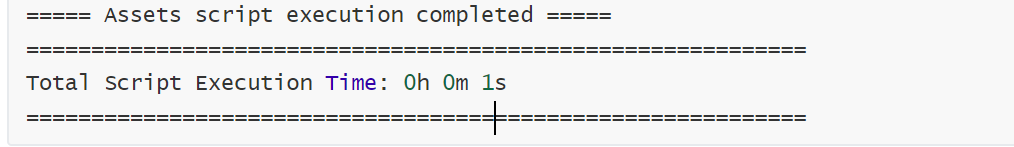 ===== Assets script execution completed =====
============================================================
Total Script Execution Time: 0h 0m 1s
============================================================